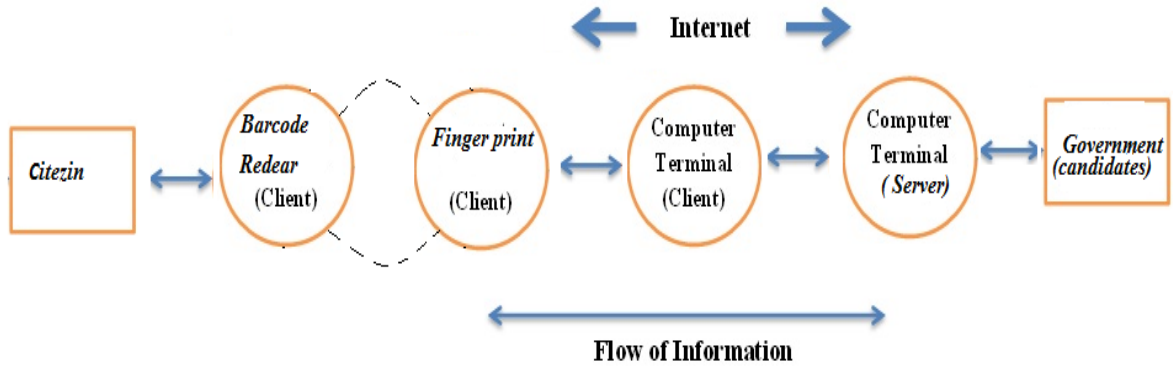 Internet
Citezin
Barcode
Redear
(Client)
Finger print
(Client)
Computer
Terminal
(Client)
Computer
Terminal
( Server)
Government
(candidates)
Flow of Information